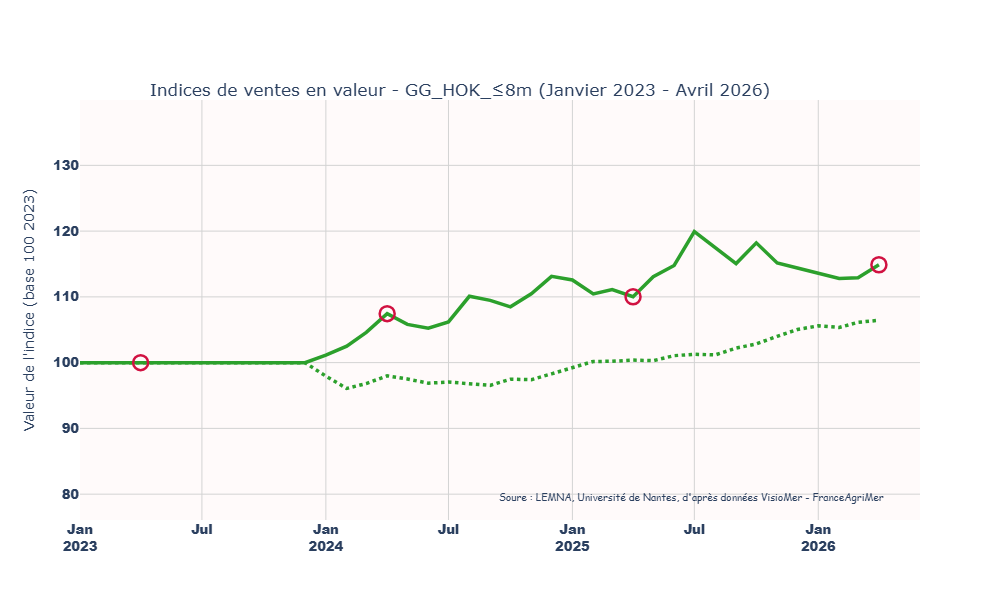 Indices de ventes en valeur - GG_HOK_≤8m (Janvier 2023 - Avril 2026)
Valeur de l'indice (base 100 2023)
130
120
110
100
90
80
Soure : LEMNA, Université de Nantes, d'après données VisioMer - FranceAgriMer
Jan Jul Jan Jul Jan Jul Jan
2023 2024 2025 2026